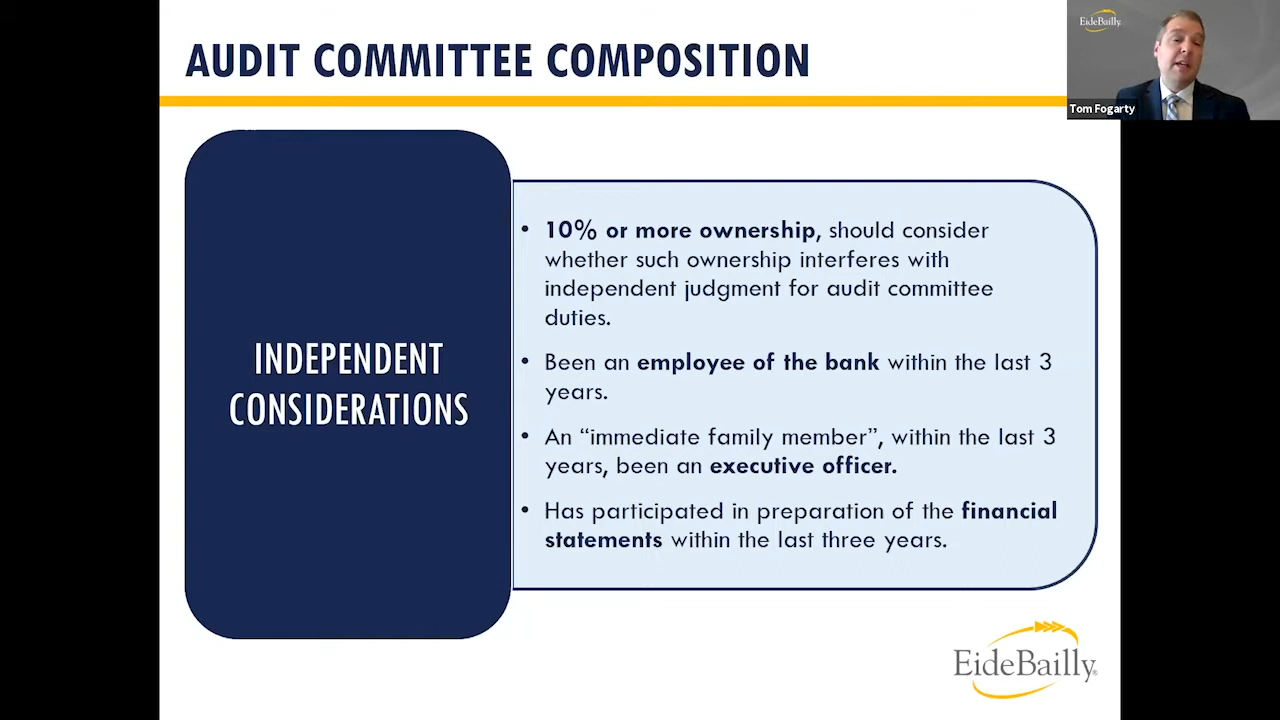 AUDIT COMMITTEE COMPOSITION
EideBailly.
Tom Fogarty
INDEPENDENT
CONSIDERATIONS
• 10% or more ownership, should consider
whether such ownership interferes with
independent judgment for audit committee
duties.
• Been an employee of the bank within the last 3
years.
• An “immediate family member”, within the last 3
years, been an executive officer.
• Has participated in preparation of the financial
statements within the last three years.
EideBailly®